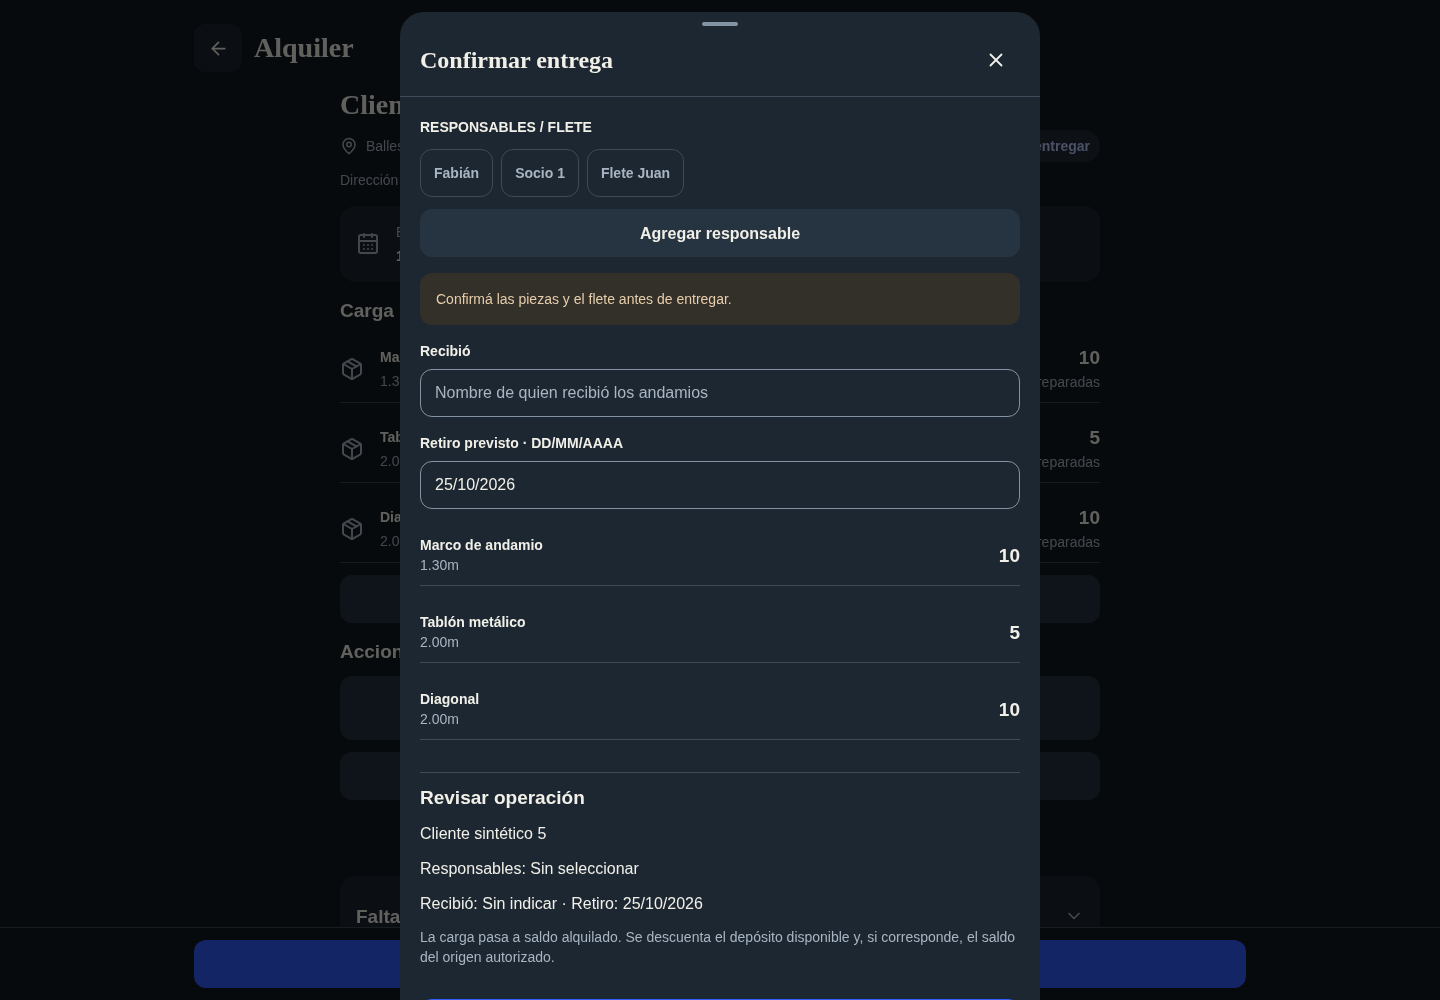 Alquiler
Confirmar entrega
RESPONSABLES / FLETE
Fabián
Socio 1
Flete Juan
Dirección
entregar
Agregar responsable
Confirmá las piezas y el flete antes de entregar.
Carga
Recibió
Nombre de quien recibió los andamios
10
Retiro previsto · DD/MM/AAAA
5
25/10/2026
10
Marco de andamio
1.30m
10
Tablón metálico
2.00m
5
Diagonal
2.00m
10
Revisar operación
Cliente sintético 5
Responsables: Sin seleccionar
Recibió: Sin indicar · Retiro: 25/10/2026
La carga pasa a saldo alquilado. Se descuenta el depósito disponible y, si corresponde, el saldo
del origen autorizado.